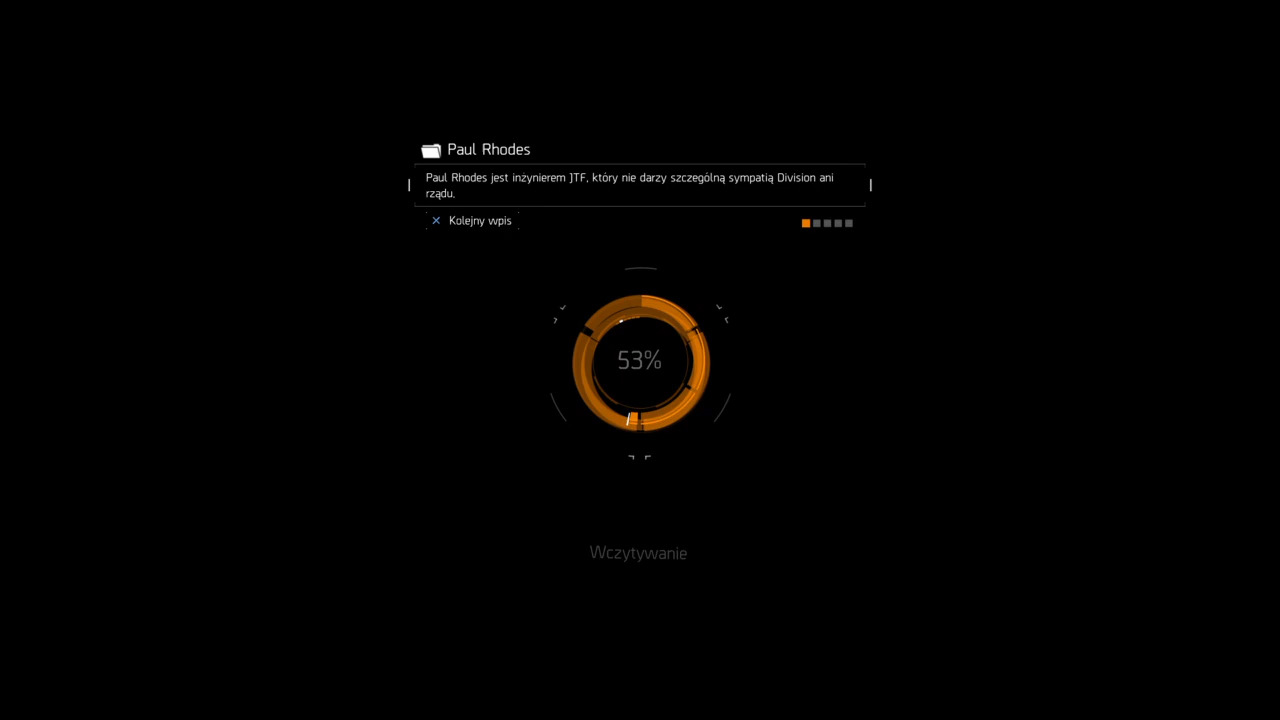 Paul Rhodes
Paul Rhodes jest inżynierem JTF, który nie darzy szczególną sympatią Division ani
rządu.
Kolejny wpis
53%
Wczytywanie